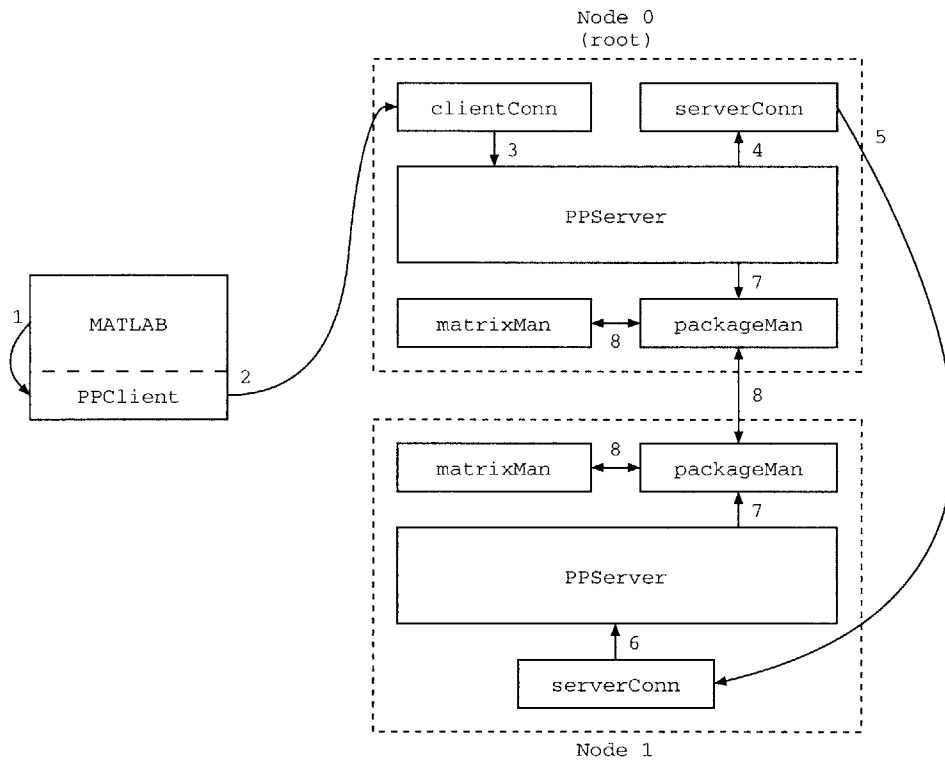 Node 0
(root)
clientConn
serverConn
5
3
4
PPServer
7
1
MATLAB
matrixMan
8
packageMan
2
PPClient
8
matrixMan
8
packageMan
7
PPServer
6
serverConn
Node 1